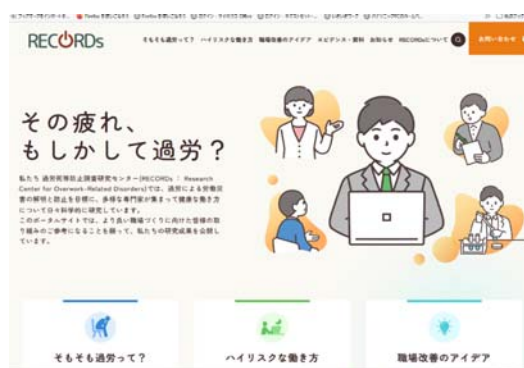 RECORDs
そもそも過労って？ ハイリスクな働き方 職場改善のアイデア エビデンス・資料 お知らせ RECORDsについて
お問い合わせ
その疲れ、
もしかして過労？
私たち 過労死等防止調査研究センター(RECORDs : Research
Center for Overwork-Related Disorders)では、過労による労働災
害の解明と防止を目標に、多様な専門家が集まって健康な働き方
について日々科学的に研究しています。
このポータルサイトでは、より良い職場づくりに向けた皆様の取
り組みのご参考になることを願って、私たちの研究成果を公開し
ています。
そもそも過労って？
ハイリスクな働き方
職場改善のアイデア